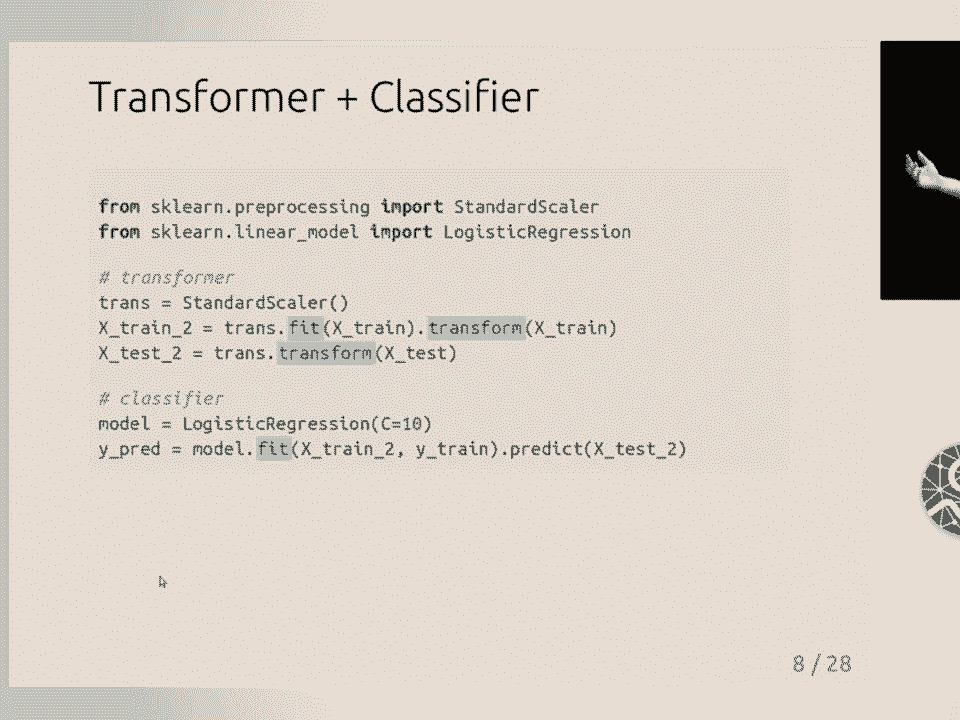 Transformer + Classifier
from sklearn.preprocessing import StandardScaler
from sklearn.linear_model import LogisticRegression
# transformer
trans = StandardScaler()
X_train_2 = trans.fit(X_train).transform(X_train)
X_test_2 = trans.transform(X_test)
# classifier
model = LogisticRegression(C=10)
y_pred = model.fit(X_train_2, y_train).predict(X_test_2)
8 / 28